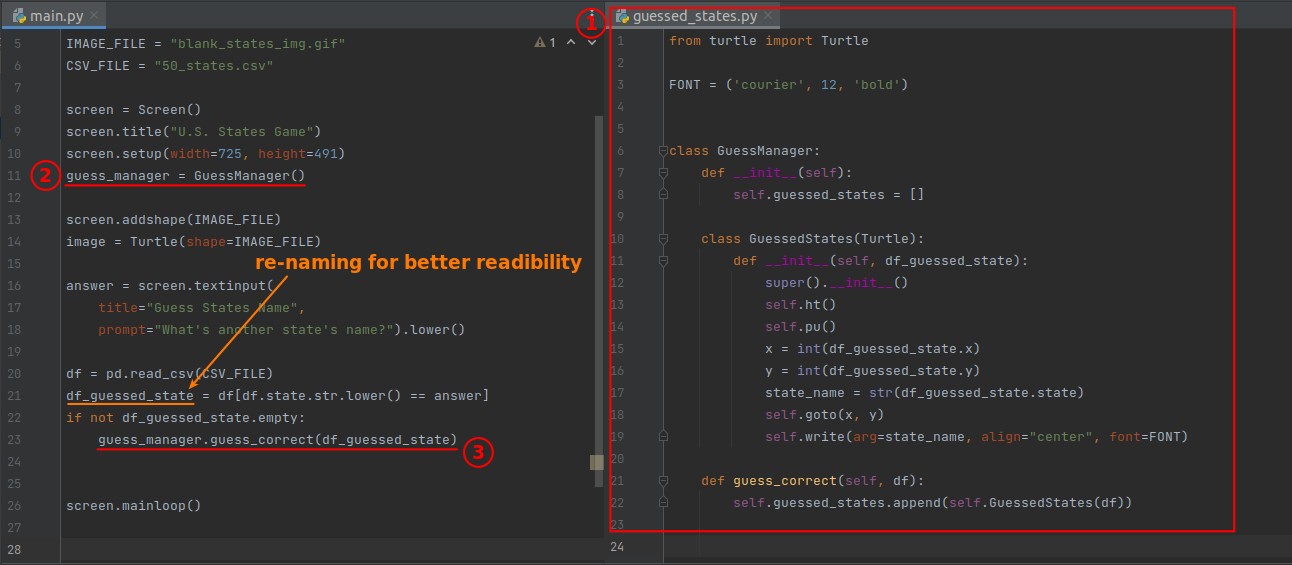 main.py
5 IMAGE_FILE = "blank_states_img.gif"
1
6 CSV_FILE = "50_states.csv"
7
8 screen = Screen()
9 screen.title("U.S. States Game")
10 screen.setup(width=725, height=491)
2
11 guess_manager = GuessManager()
12
13 screen.addshape(IMAGE_FILE)
14 image = Turtle(shape=IMAGE_FILE)
re-naming for better readibility
15
16 answer = screen.textinput(
17 title="Guess States Name",
18 prompt="What's another state's name?").lower()
19
20 df = pd.read_csv(CSV_FILE)
21 df_guessed_state = df[df.state.str.lower() == answer]
22 if not df_guessed_state.empty:
23 guess_manager.guess_correct(df_guessed_state)
3
24
25
26 screen.mainloop()
27
28
1
guessed_states.py
1 from turtle import Turtle
2
3 FONT = ('courier', 12, 'bold')
4
5
6 class GuessManager:
7 def __init__(self):
8 self.guessed_states = []
9
10 class GuessedStates(Turtle):
11 def __init__(self, df_guessed_state):
12 super().__init__()
13 self.ht()
14 self.pu()
15 x = int(df_guessed_state.x)
16 y = int(df_guessed_state.y)
17 state_name = str(df_guessed_state.state)
18 self.goto(x, y)
19 self.write(arg=state_name, align="center", font=FONT)
20
21 def guess_correct(self, df):
22 self.guessed_states.append(self.GuessedStates(df))
23
24